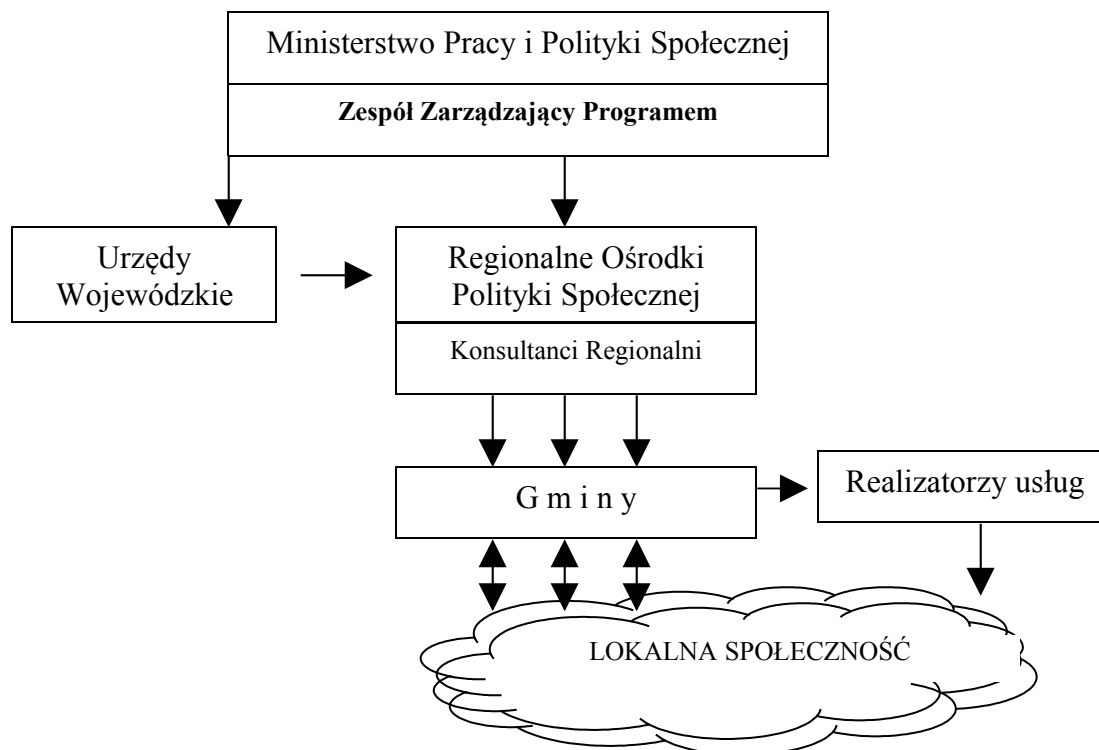 Ministerstwo Pracy i Polityki Społecznej
Zespół Zarządzający Programem
Urzędy
Wojewódzkie
Regionalne Ośrodki
Polityki Społecznej
Konsultanci Regionalni
G m i n y
Realizatorzy usług
LOKALNA SPOŁECZNOŚĆ